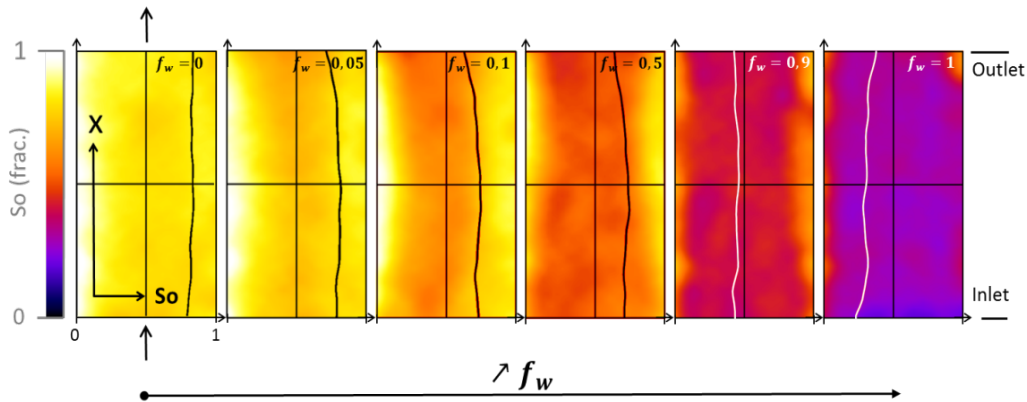 So (frac.)
1
0
X
So
0
1
f_w = 0
f_w = 0,05
f_w = 0,1
f_w = 0,5
f_w = 0,9
f_w = 1
Outlet
Inlet
↗ f_w